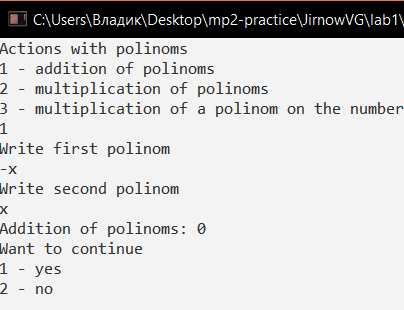 C:\Users\Владик\Desktop\mp2-practice\JirnowVG\lab1\
Actions with polinoms
1 - addition of polinoms
2 - multiplication of polinoms
3 - multiplication of a polinom on the number
1
Write first polinom
-x
Write second polinom
x
Addition of polinoms: 0
Want to continue
1 - yes
2 - no